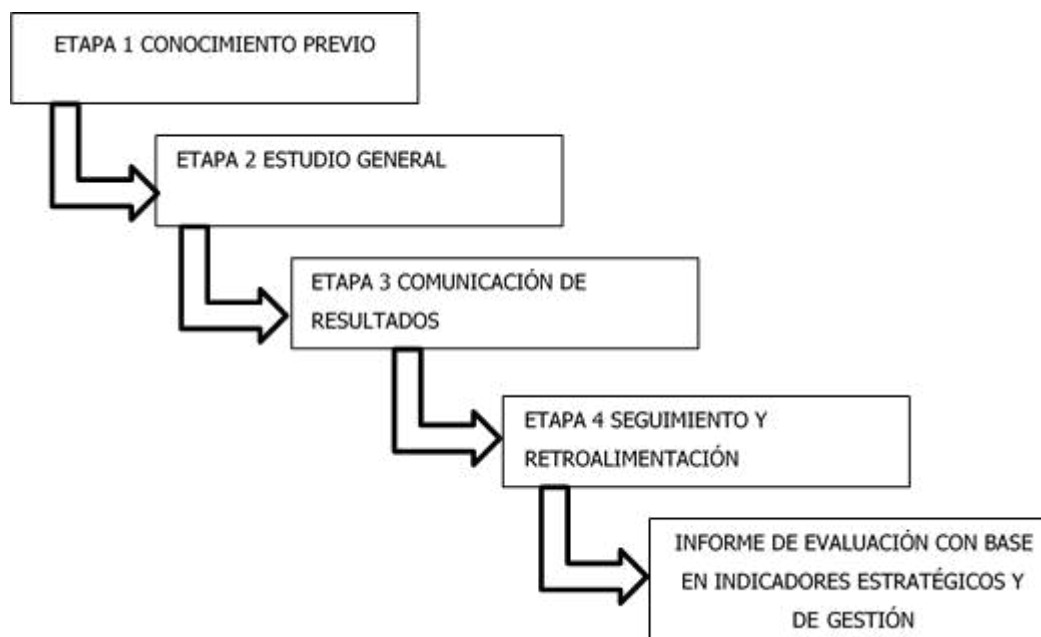 ETAPA 1 CONOCIMIENTO PREVIO
ETAPA 2 ESTUDIO GENERAL
ETAPA 3 COMUNICACIÓN DE
RESULTADOS
ETAPA 4 SEGUIMIENTO Y
RETROALIMENTACIÓN
INFORME DE EVALUACIÓN CON BASE
EN INDICADORES ESTRATÉGICOS Y
DE GESTIÓN